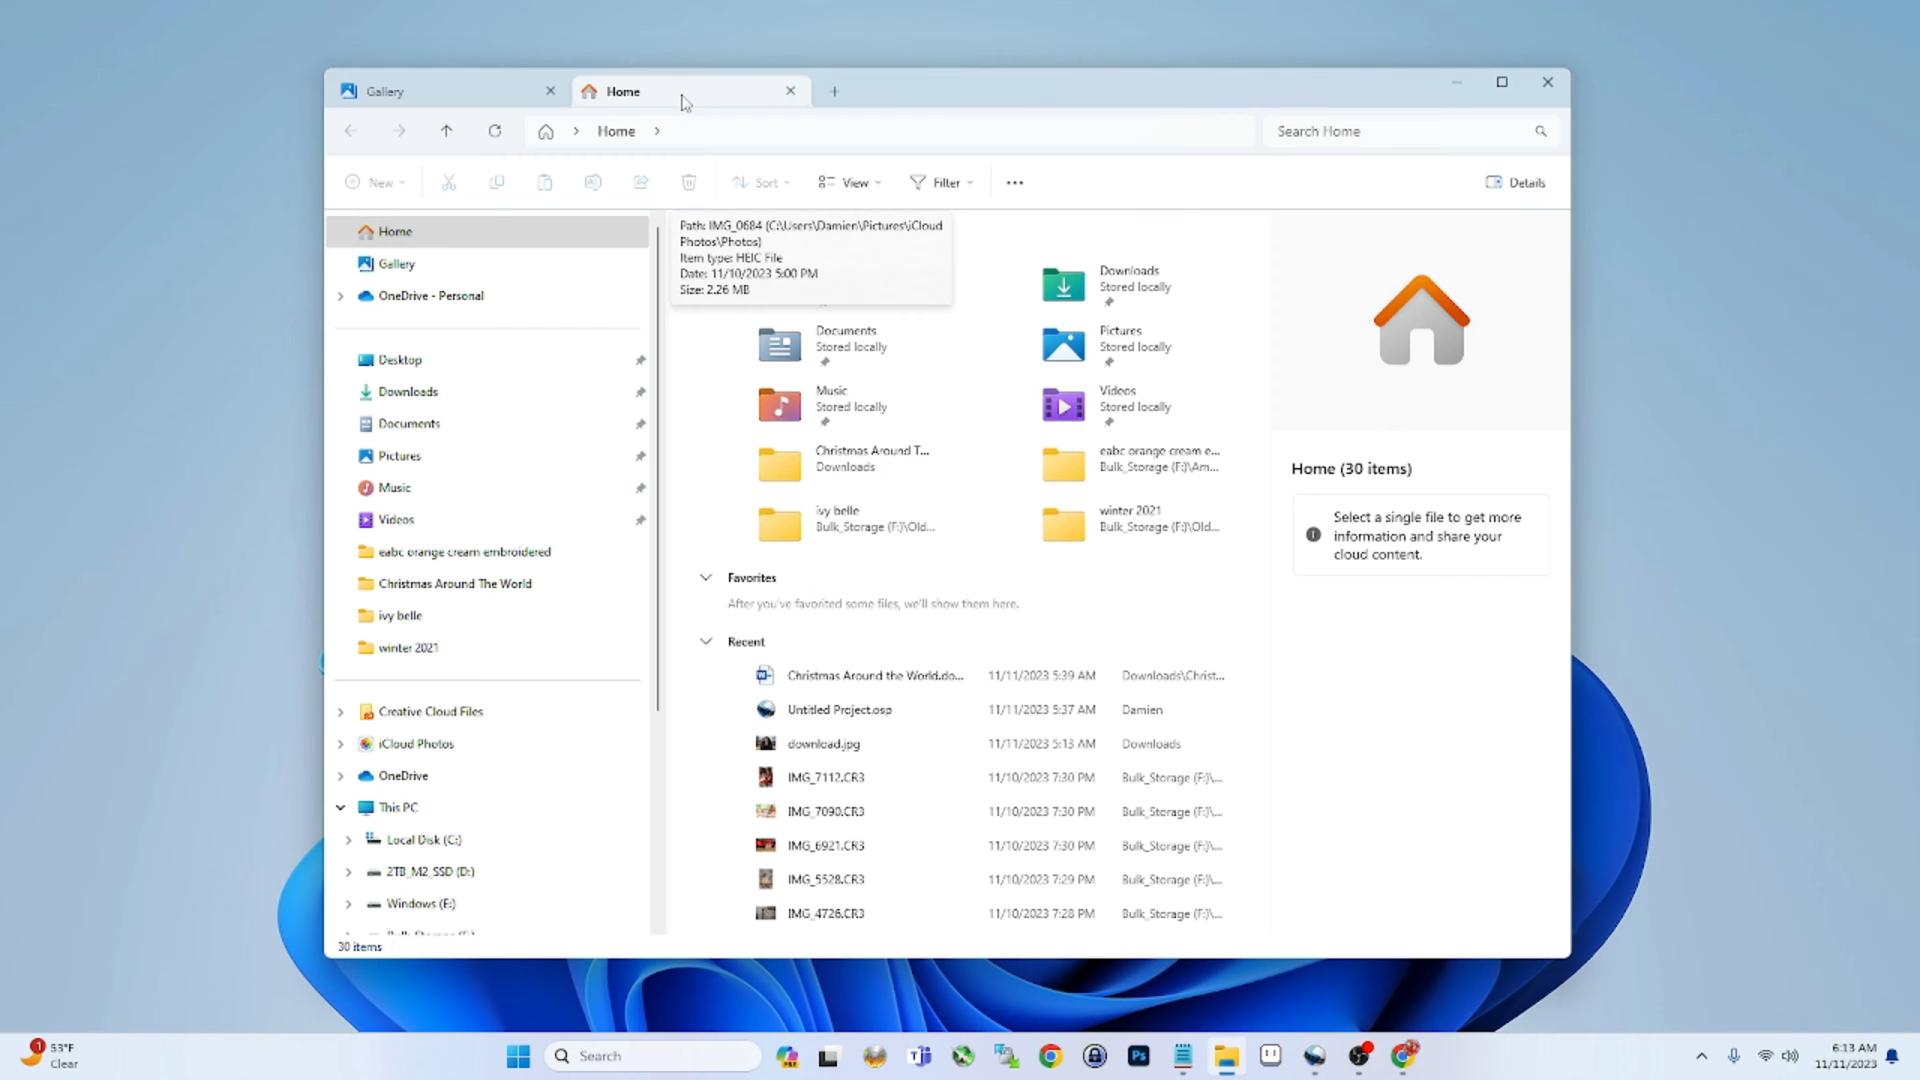 Gallery
Home
Home
Search Home
New
Sort
View
Filter
Details
Home
Gallery
OneDrive - Personal
Desktop
Downloads
Documents
Pictures
Music
Videos
eabc orange cream embroidered
Christmas Around The World
ivy belle
winter 2021
Creative Cloud Files
iCloud Photos
OneDrive
This PC
Local Disk (C:)
2TB_M2_SSD (D:)
Windows (E:)
30 items
Path: IMG_0684 (C:\Users\Damien\Pictures\iCloud
Photos\Photos)
Item type: HEIC File
Date: 11/10/2023 5:00 PM
Size: 2.26 MB
Downloads
Stored locally
Documents
Stored locally
Pictures
Stored locally
Music
Stored locally
Videos
Stored locally
Christmas Around T...
Downloads
eabc orange cream e...
Bulk_Storage (F:)\Am...
ivy belle
Bulk_Storage (F:)\Old...
winter 2021
Bulk_Storage (F:)\Old...
Favorites
After you've favorited some files, we'll show them here.
Recent
Christmas Around the World.do... 11/11/2023 5:39 AM Downloads\Christ...
Untitled Project.osp 11/11/2023 5:37 AM Damien
download.jpg 11/11/2023 5:13 AM Downloads
IMG_7112.CR3 11/10/2023 7:30 PM Bulk_Storage (F:)\...
IMG_7090.CR3 11/10/2023 7:30 PM Bulk_Storage (F:)\...
IMG_6921.CR3 11/10/2023 7:30 PM Bulk_Storage (F:)\...
IMG_5528.CR3 11/10/2023 7:29 PM Bulk_Storage (F:)\...
IMG_4726.CR3 11/10/2023 7:28 PM Bulk_Storage (F:)\...
Home (30 items)
Select a single file to get more
information and share your
cloud content.
1
53°F
Clear
Search
PRE
Ps
6:13 AM
11/11/2023